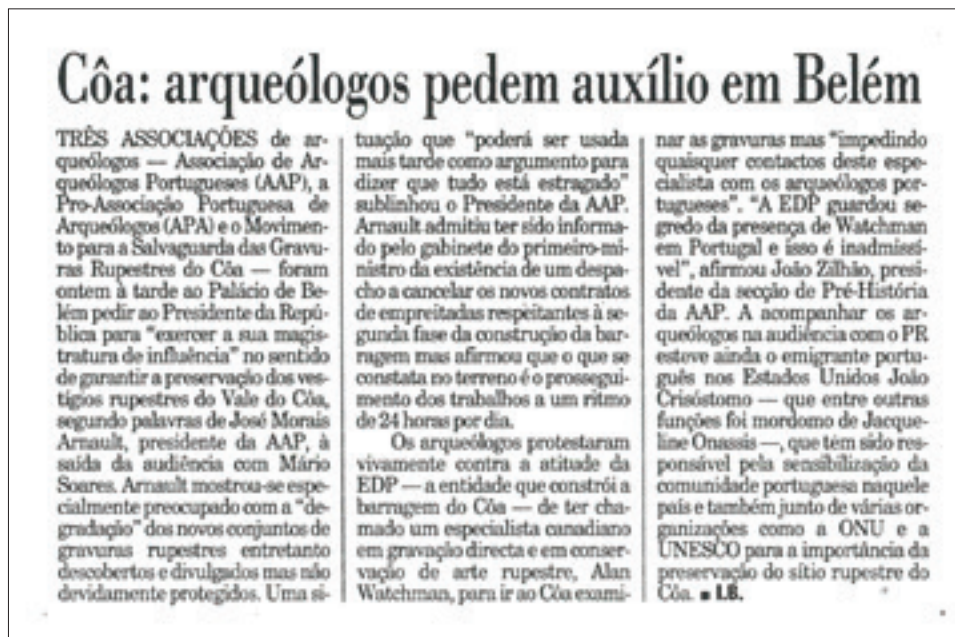 Côa: arqueólogos pedem auxílio em Belém
TRÊS ASSOCIAÇÕES de ar-
queólogos — Associação de Ar-
queólogos Portugueses (AAP), a
Pro-Associação Portuguesa de
Arqueólogos (APA) e o Movimen-
to para a Salvaguarda das Gravu-
ras Rupestres do Côa — foram
ontem à tarde ao Palácio de Be-
lém pedir ao Presidente da Repú-
blica para "exercer a sua magis-
tratura de influência" no sentido
de garantir a preservação dos ves-
tígios rupestres do Vale do Côa,
segundo palavras de José Morais
Arnault, presidente da AAP, à
saída da audiência com Mário
Soares. Arnault mostrou-se espe-
cialmente preocupado com a "de-
gradação" dos novos conjuntos de
gravuras rupestres entretanto
descobertos e divulgados mas não
devidamente protegidos. Uma si-
tuação que "poderá ser usada
mais tarde como argumento para
dizer que tudo está estragado"
sublinhou o Presidente da AAP.
Arnault admitiu ter sido informa-
do pelo gabinete do primeiro-mi-
nistro da existência de um despa-
cho a cancelar os novos contratos
de empreitadas respeitantes à se-
gunda fase da construção da bar-
ragem mas afirmou que o que se
constata no terreno é o prossegui-
mento dos trabalhos a um ritmo
de 24 horas por dia.
Os arqueólogos protestaram
vivamente contra a atitude da
EDP — a entidade que constrói a
barragem do Côa — de ter cha-
mado um especialista canadiano
em gravação directa e em conser-
vação de arte rupestre, Alan
Watchman, para ir ao Côa exami-
nar as gravuras mas "impedindo
quaisquer contactos deste espe-
cialista com os arqueólogos por-
tugueses". "A EDP guardou se-
gredo da presença de Watchman
em Portugal e isso é inadmissí-
vel", afirmou João Zilhão, presi-
dente da secção de Pré-História
da AAP. A acompanhar os ar-
queólogos na audiência com o PR
esteve ainda o emigrante portu-
guês nos Estados Unidos João
Crisóstomo — que entre outras
funções foi mordomo de Jacque-
line Onassis —, que tem sido res-
ponsável pela sensibilização da
comunidade portuguesa naquele
país e também junto de várias or-
ganizações como a ONU e a
UNESCO para a importância da
preservação do sítio rupestre do
Côa. ■ I.B.